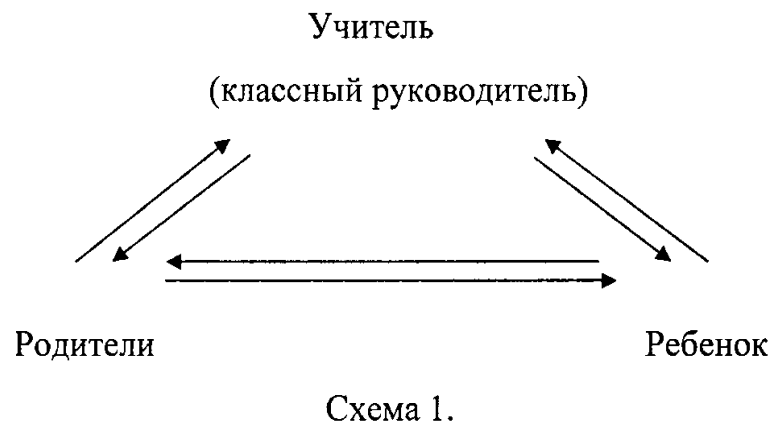 Учитель
(классный руководитель)
Родители
Ребенок
Схема 1.